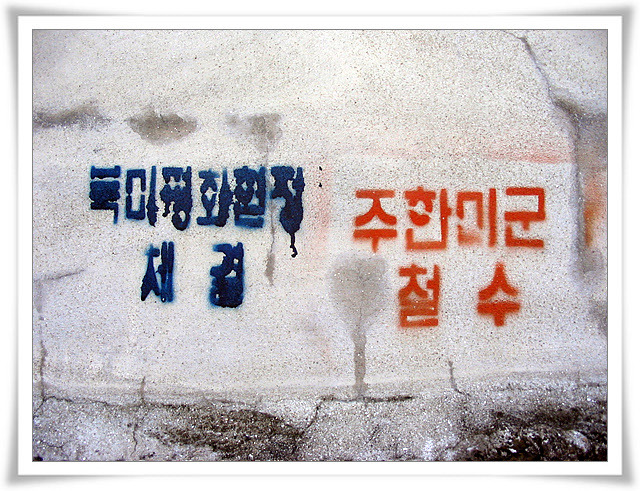 북미평화협정
체 결
주한미군
철 수